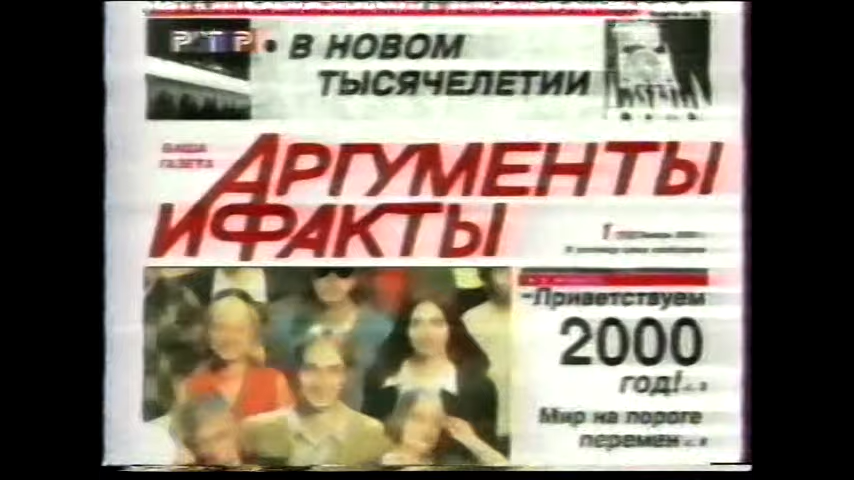 РТР
• В НОВОМ
ТЫСЯЧЕЛЕТИИ
ВАША
ГАЗЕТА
АРГУМЕНТЫ
И ФАКТЫ
Приветствуем
2000
год!
Мир на пороге
перемен